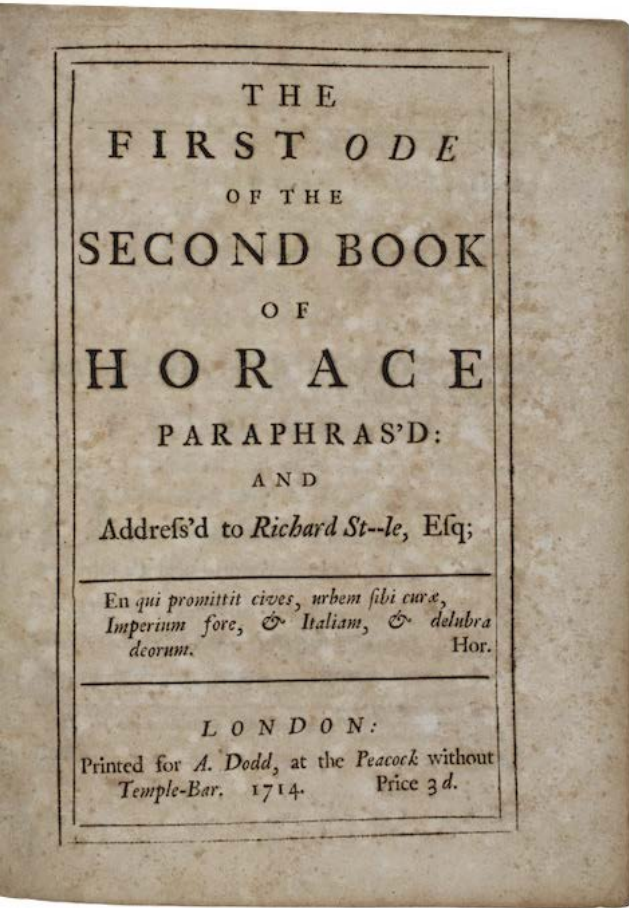 THE
FIRST ODE
OF THE
SECOND BOOK
OF
HORACE
PARAPHRAS'D:
AND
Addreſs'd to Richard St--le, Eſq;
En qui promittit cives, urbem ſibi curæ,
Imperium fore, & Italiam, & delubra
deorum. Hor.
LONDON:
Printed for A. Dodd, at the Peacock without
Temple-Bar. 1714. Price 3 d.